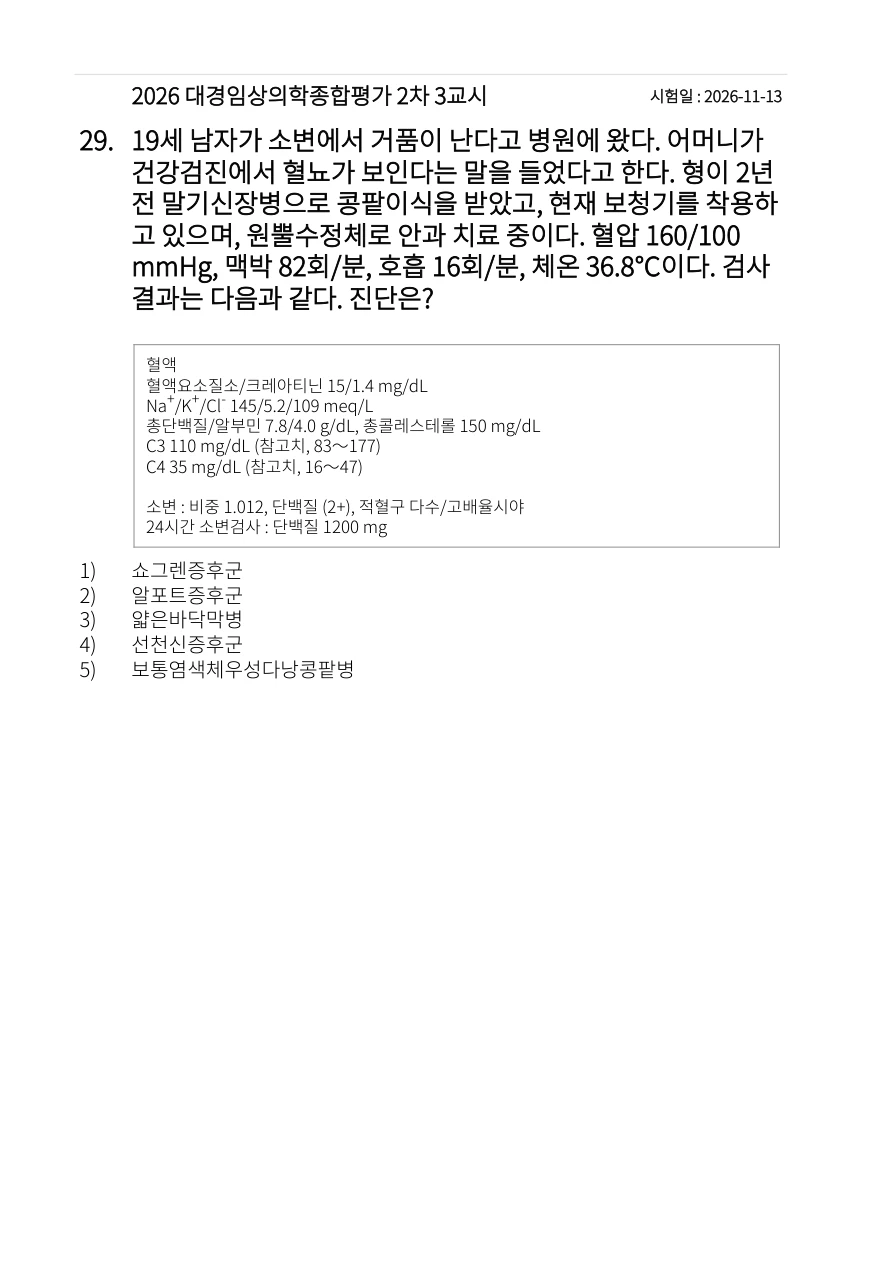 2026 대경임상의학종합평가 2차 3교시
시험일 : 2026-11-13
29. 19세 남자가 소변에서 거품이 난다고 병원에 왔다. 어머니가
건강검진에서 혈뇨가 보인다는 말을 들었다고 한다. 형이 2년
전 말기신장병으로 콩팥이식을 받았고, 현재 보청기를 착용하
고 있으며, 원뿔수정체로 안과 치료 중이다. 혈압 160/100
mmHg, 맥박 82회/분, 호흡 16회/분, 체온 36.8℃이다. 검사
결과는 다음과 같다. 진단은?
혈액
혈액요소질소/크레아티닌 15/1.4 mg/dL
Na⁺/K⁺/Cl⁻ 145/5.2/109 meq/L
총단백질/알부민 7.8/4.0 g/dL, 총콜레스테롤 150 mg/dL
C3 110 mg/dL (참고치, 83～177)
C4 35 mg/dL (참고치, 16～47)
소변 : 비중 1.012, 단백질 (2+), 적혈구 다수/고배율시야
24시간 소변검사 : 단백질 1200 mg
1) 쇼그렌증후군
2) 알포트증후군
3) 얇은바닥막병
4) 선천신증후군
5) 보통염색체우성다낭콩팥병